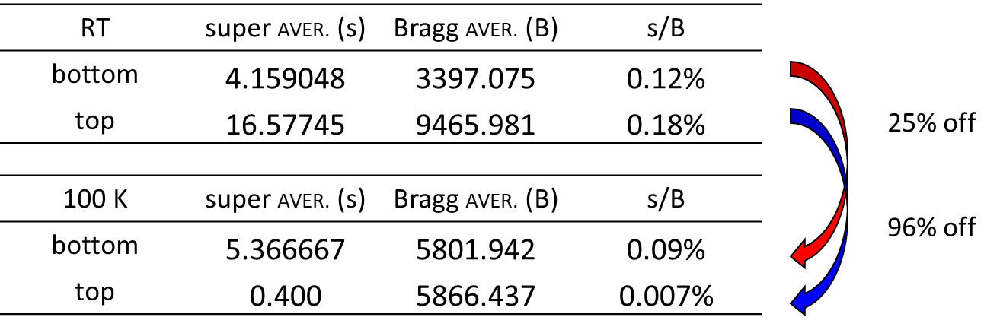 RT super AVER. (s) Bragg AVER. (B) s/B
bottom 4.159048 3397.075 0.12%
top 16.57745 9465.981 0.18%
25% off
100 K super AVER. (s) Bragg AVER. (B) s/B
96% off
bottom 5.366667 5801.942 0.09%
top 0.400 5866.437 0.007%